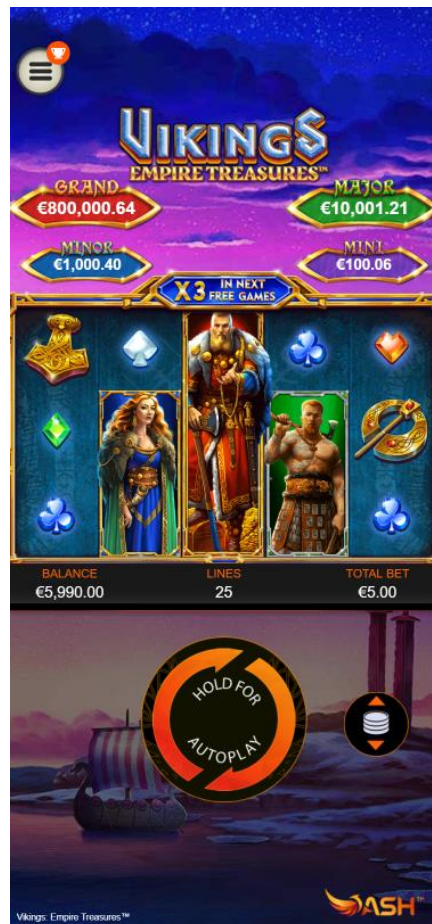 VIKINGS
EMPIRE TREASURES™
GRAND
€800,000.64
MAJOR
€10,001.21
MINOR
€1,000.40
MINI
€100.06
X3 IN NEXT
FREE GAMES
BALANCE
€5,990.00
LINES
25
TOTAL BET
€5.00
HOLD FOR
AUTOPLAY
ASH™
Vikings: Empire Treasures™